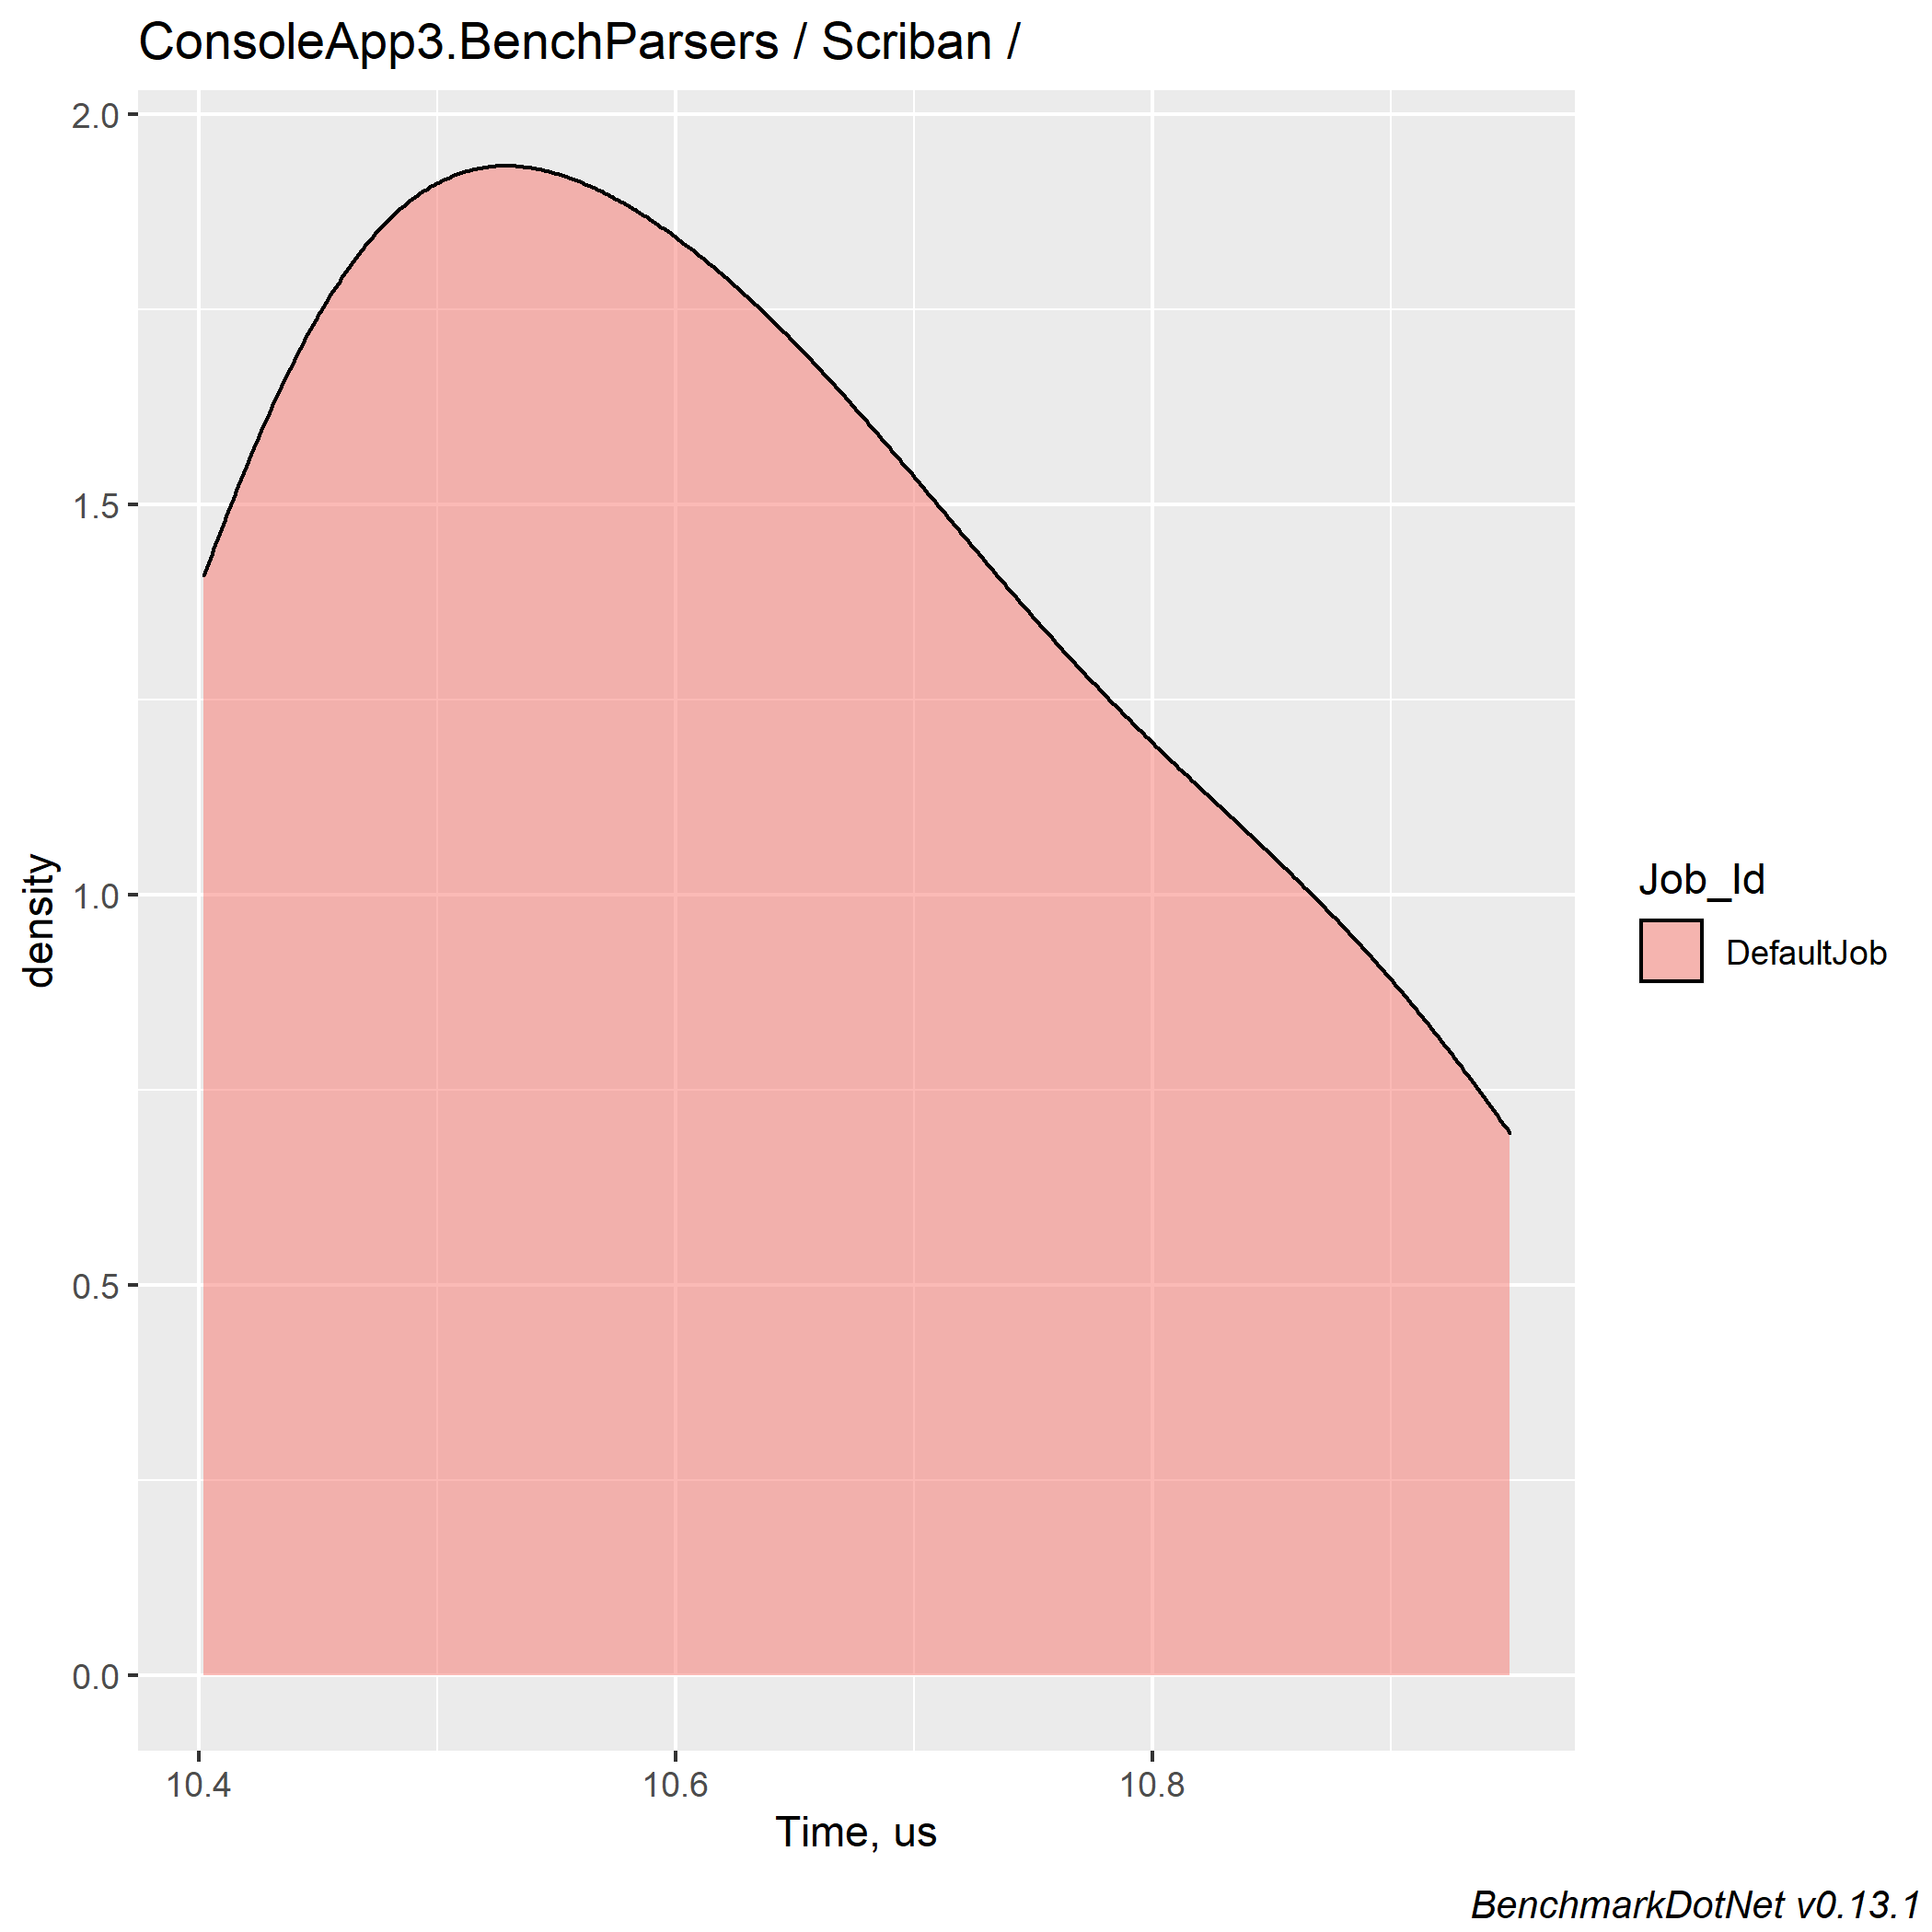 ConsoleApp3.BenchParsers / Scriban /
2.0
1.5
1.0
0.5
0.0
density
10.4 10.6 10.8
Time, us
Job_Id
DefaultJob
BenchmarkDotNet v0.13.1